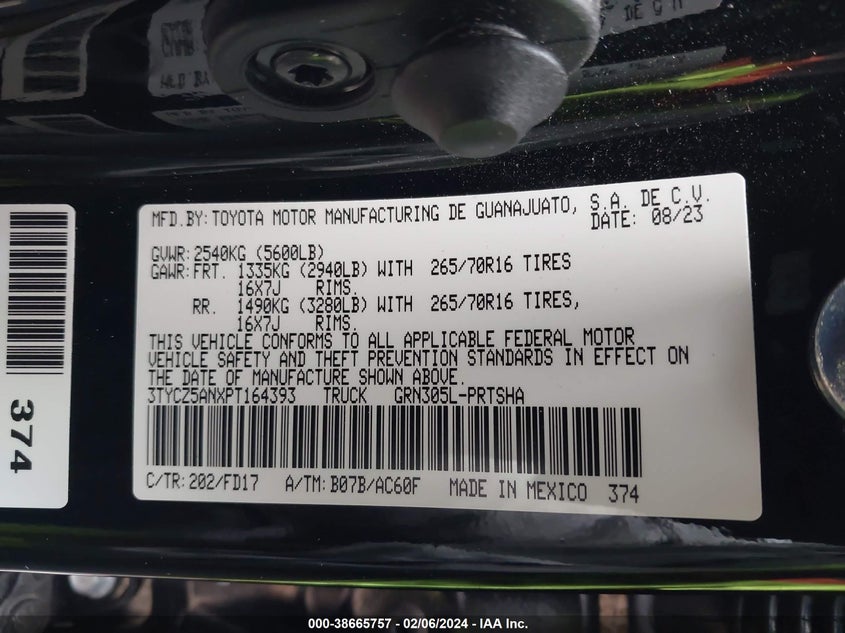 DE G
MFD.BY: TOYOTA MOTOR MANUFACTURING DE GUANAJUATO, S.A. DE C.V.
DATE: 08/23
GVWR: 2540KG (5600LB)
GAWR: FRT. 1335KG (2940LB) WITH 265/70R16 TIRES
16X7J RIMS.
RR. 1490KG (3280LB) WITH 265/70R16 TIRES,
16X7J RIMS.
THIS VEHICLE CONFORMS TO ALL APPLICABLE FEDERAL MOTOR
VEHICLE SAFETY AND THEFT PREVENTION STANDARDS IN EFFECT ON
THE DATE OF MANUFACTURE SHOWN ABOVE.
3TYCZ5ANXPT164393 TRUCK GRN305L-PRTSHA
C/TR: 202/FD17 A/TM: B07B/AC60F MADE IN MEXICO 374
374
000-38665757 - 02/06/2024 - IAA Inc.